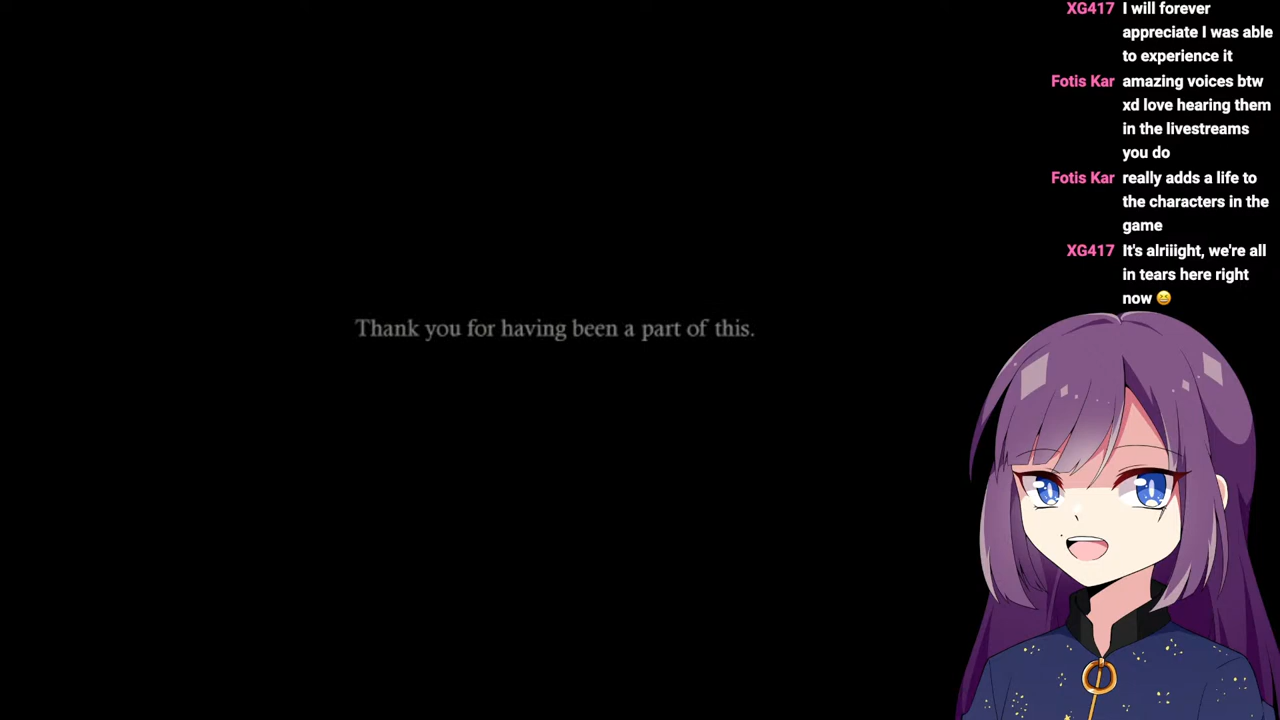 XG417 I will forever
appreciate I was able
to experience it
Fotis Kar amazing voices btw
xd love hearing them
in the livestreams
you do
Fotis Kar really adds a life to
the characters in the
game
XG417 It's alriiight, we're all
in tears here right
now 😆
Thank you for having been a part of this.